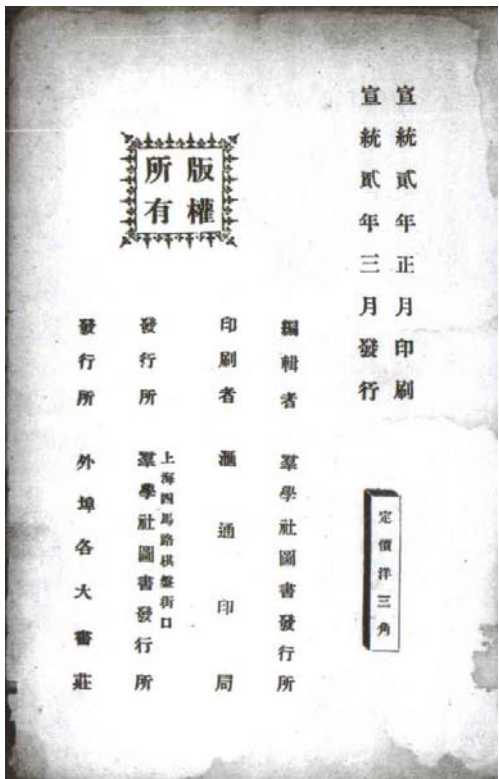 宣統貳年正月印刷
宣統貳年三月發行
定價洋三角
版權
所有
編輯者 羣學社圖書發行所
印刷者 滙通印局
發行所 上海四馬路棋盤街口
羣學社圖書發行所
發行所 外埠各大書莊